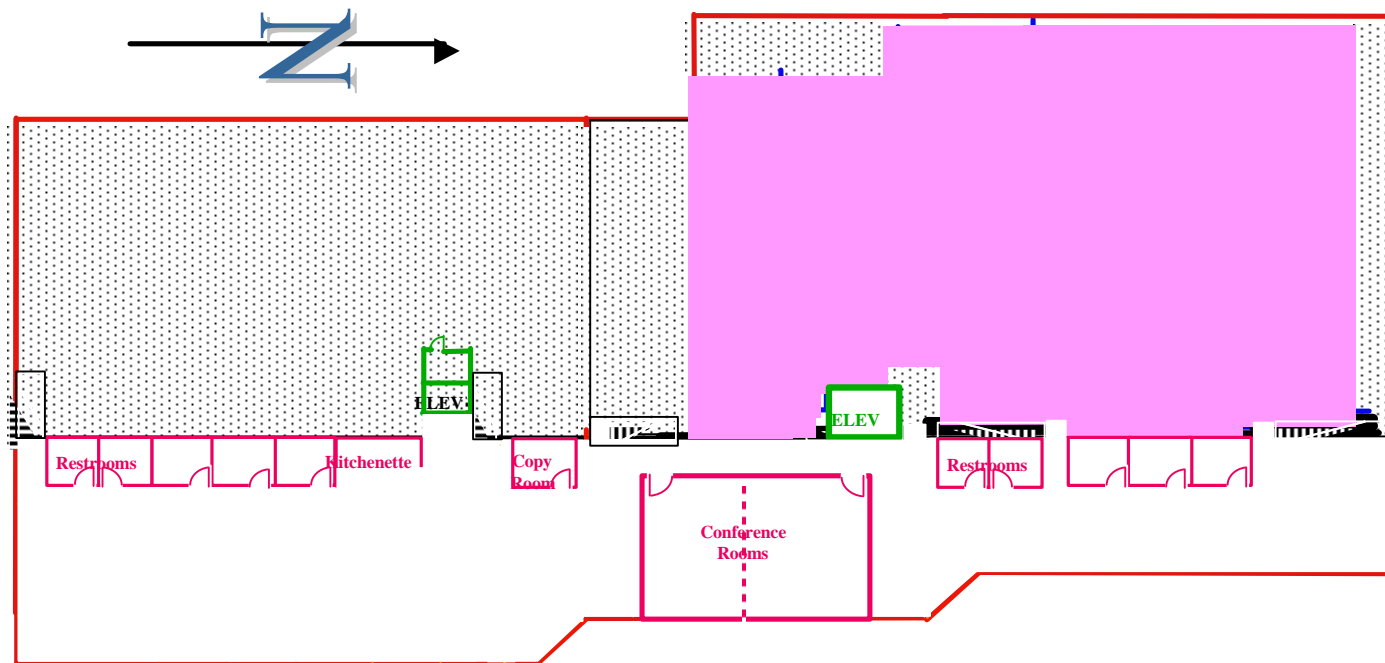 N
ELEV
ELEV
Restrooms
Kitchenette
Copy
Room
Restrooms
Conference
Rooms